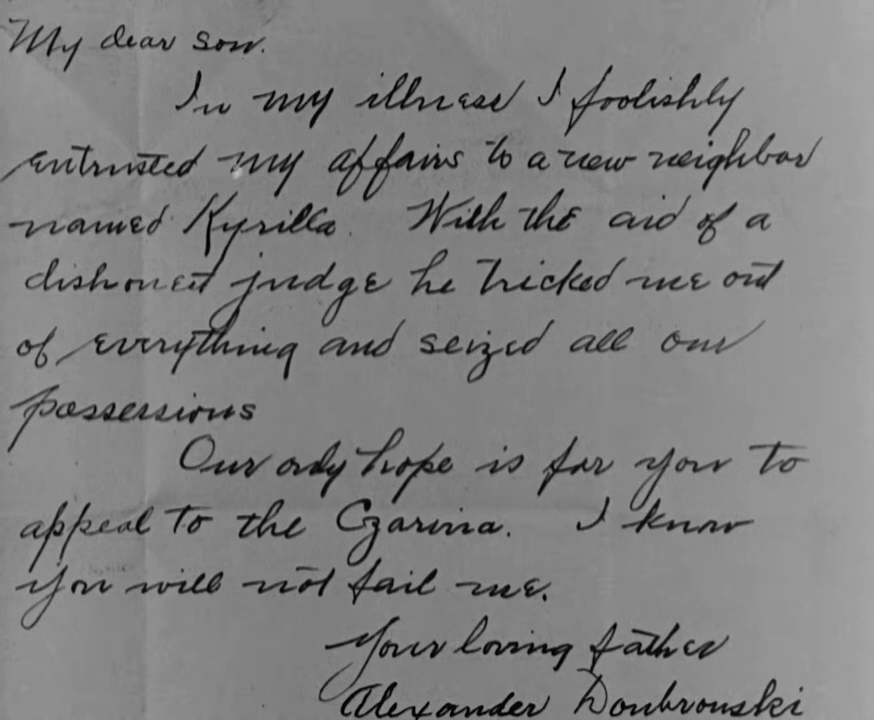 My dear son.
In my illness I foolishly
entrusted my affairs to a new neighbor
named Kyrilla. With the aid of a
dishonest judge he tricked me out
of everything and seized all our
possessions
Our only hope is for you to
appeal to the Czarina. I know
you will not fail me.
Your loving father
Alexander Doubrouski